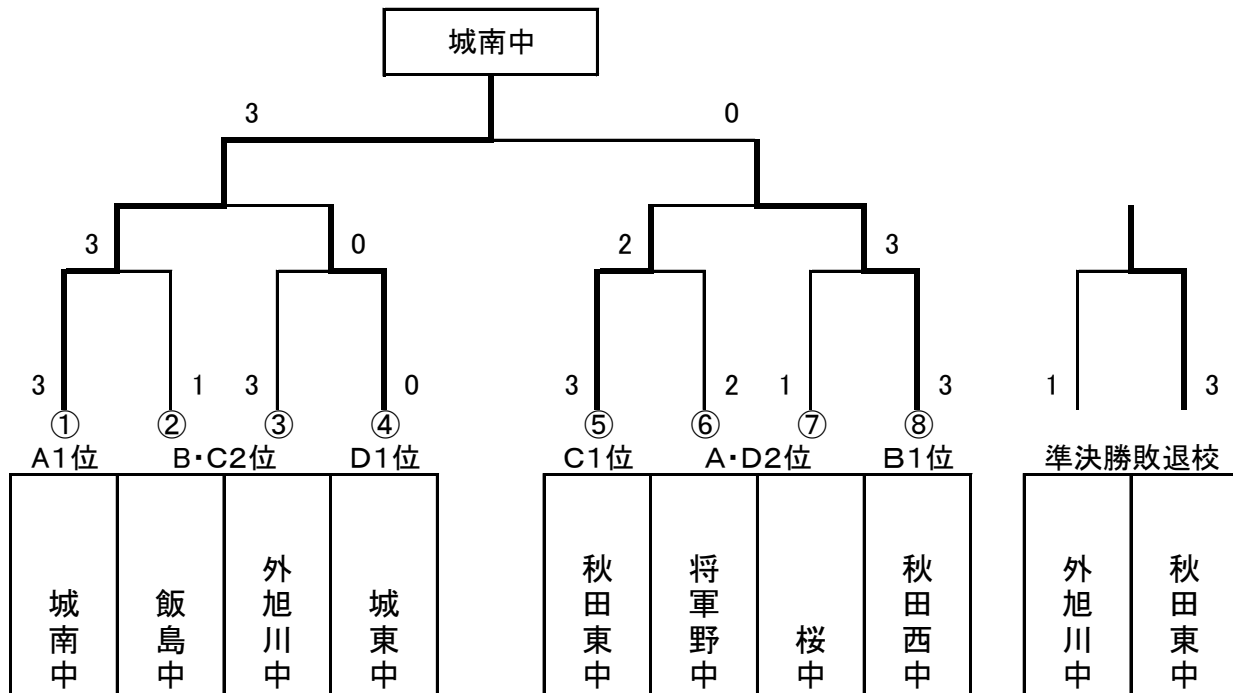 城南中
3 0
3 0 2 3
3 1 3 0 3 2 1 3 1 3
① ② ③ ④ ⑤ ⑥ ⑦ ⑧
A1位 B・C2位 D1位 C1位 A・D2位 B1位 準決勝敗退校
城南中
飯島中
外旭川中
城東中
秋田東中
将軍野中
桜中
秋田西中
外旭川中
秋田東中